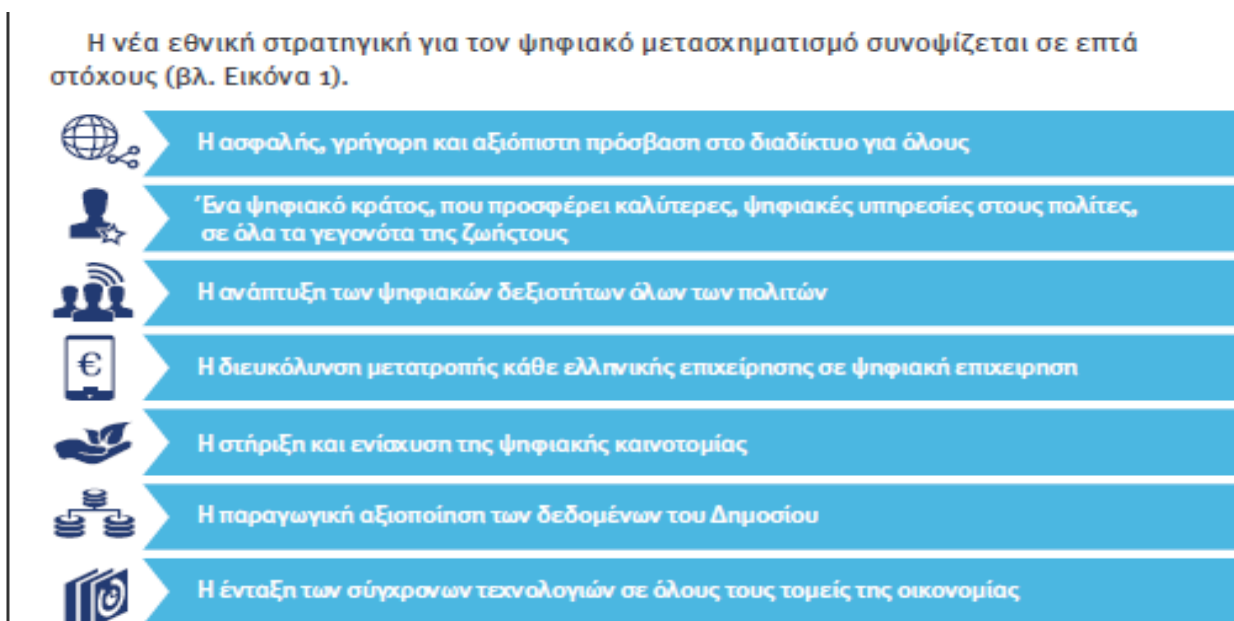 Η νέα εθνική στρατηγική για τον ψηφιακό μετασχηματισμό συνοψίζεται σε επτά
στόχους (βλ. Εικόνα 1).
Η ασφαλής, γρήγορη και αξιόπιστη πρόσβαση στο διαδίκτυο για όλους
Ένα ψηφιακό κράτος, που προσφέρει καλύτερες, ψηφιακές υπηρεσίες στους πολίτες,
σε όλα τα γεγονότα της ζωήςτους
Η ανάπτυξη των ψηφιακών δεξιοτήτων όλων των πολιτών
€
Η διευκόλυνση μετατροπής κάθε ελληνικής επιχείρησης σε ψηφιακή επιχειρηση
Η στήριξη και ενίσχυση της ψηφιακής καινοτομίας
Η παραγωγική αξιοποίηση των δεδομένων του Δημοσίου
Η ένταξη των σύγχρονων τεχνολογιών σε όλους τους τομείς της οικονομίας